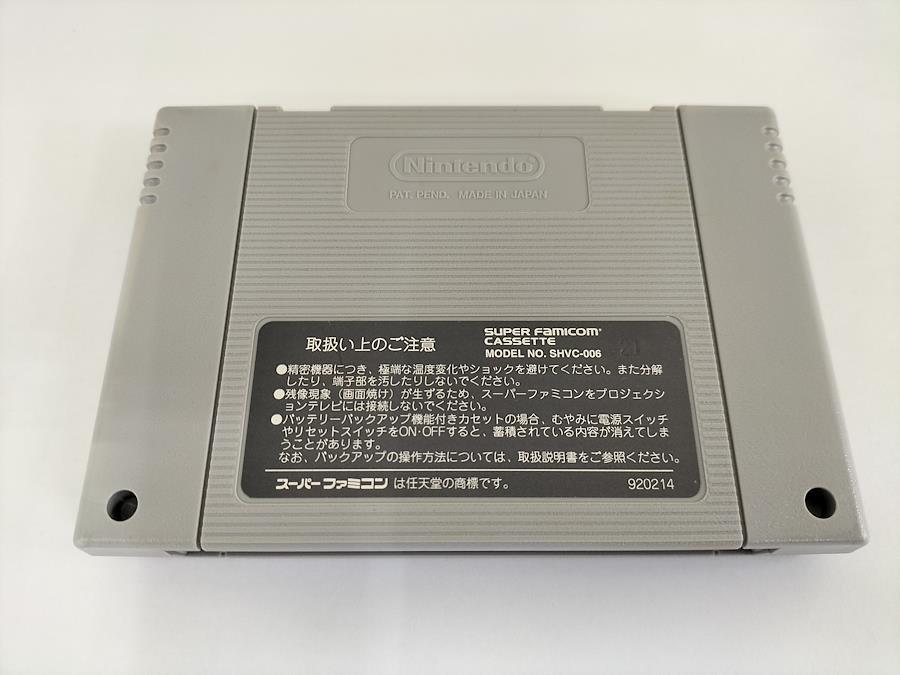 Nintendo
PAT. PEND. MADE IN JAPAN
取扱い上のご注意
SUPER FAMICOM®
CASSETTE
MODEL NO. SHVC-006
21
●精密機器につき、極端な温度変化やショックを避けてください。また分解
したり、端子部を汚したりしないでください。
●残像現象（画面焼け）が生ずるため、スーパーファミコンをプロジェクシ
ョンテレビには接続しないでください。
●バッテリーバックアップ機能付きカセットの場合、むやみに電源スイッチ
やリセットスイッチをON・OFFすると、蓄積されている内容が消えてしま
うことがあります。
なお、バックアップの操作方法については、取扱説明書をご参照ください。
スーパーファミコン は任天堂の商標です。
920214